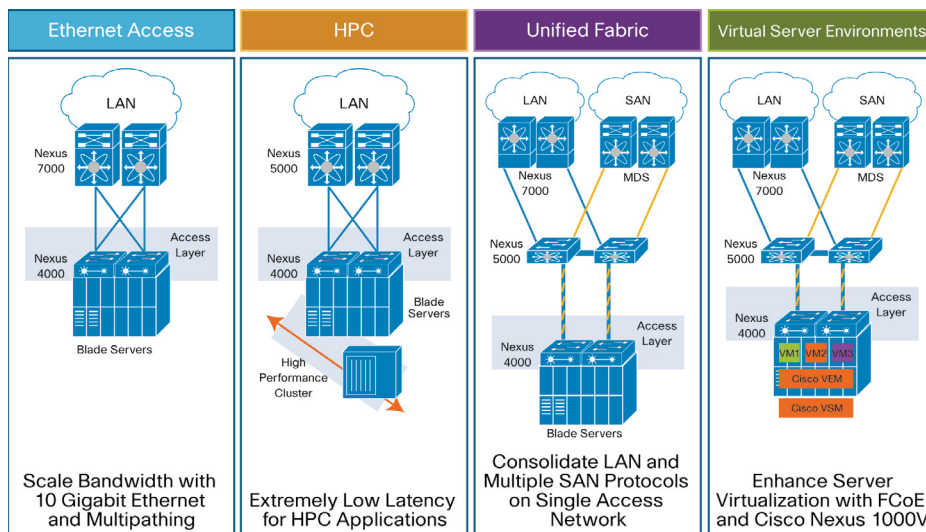 Ethernet Access
LAN
Nexus
7000
Access
Layer
Nexus
4000
Blade Servers
Scale Bandwidth with
10 Gigabit Ethernet
and Multipathing
HPC
LAN
Nexus
5000
Access
Layer
Nexus
4000
Blade
Servers
High
Performance
Cluster
Extremely Low Latency
for HPC Applications
Unified Fabric
LAN
SAN
Nexus
7000
MDS
Nexus
5000
Access
Layer
Nexus
4000
Blade Servers
Consolidate LAN and
Multiple SAN Protocols
on Single Access
Network
Virtual Server Environments
LAN
SAN
Nexus
7000
MDS
Nexus
5000
Access
Layer
Nexus
4000
VM1 VM2 VM3
Cisco VEM
Cisco VSM
Enhance Server
Virtualization with FCoE
and Cisco Nexus 1000V